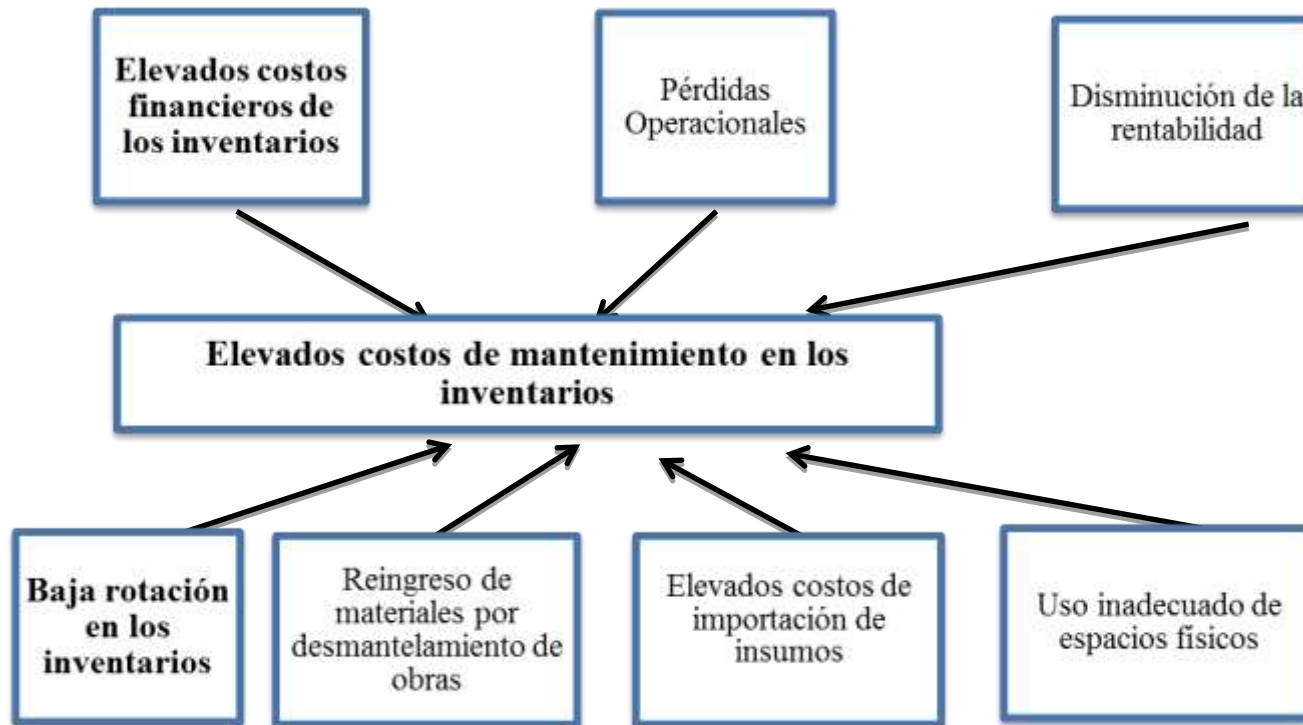 Elevados costos
financieros de
los inventarios
Pérdidas
Operacionales
Disminución de la
rentabilidad
Elevados costos de mantenimiento en los
inventarios
Baja rotación
en los
inventarios
Reingreso de
materiales por
desmantelamiento de
obras
Elevados costos de
importación de
insumos
Uso inadecuado de
espacios físicos